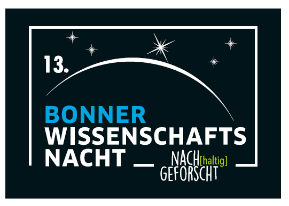 13.
BONNER
WISSENSCHAFTS
NACHT
NACH[haltig]
GEFORSCHT